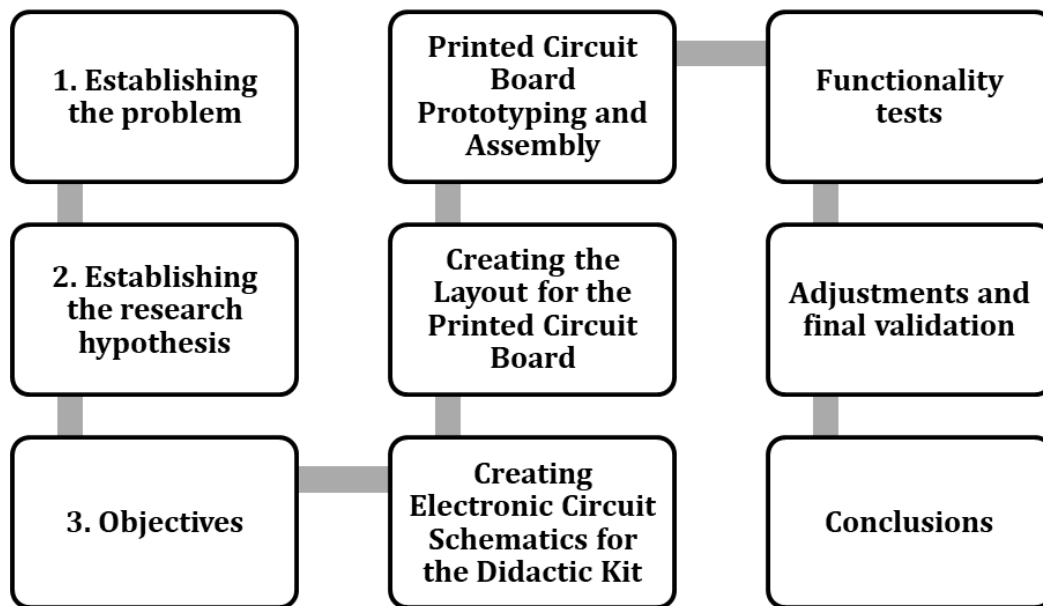 1. Establishing
the problem
2. Establishing
the research
hypothesis
3. Objectives
Creating
Electronic Circuit
Schematics for
the Didactic Kit
Creating the
Layout for the
Printed Circuit
Board
Printed Circuit
Board
Prototyping and
Assembly
Functionality
tests
Adjustments and
final validation
Conclusions